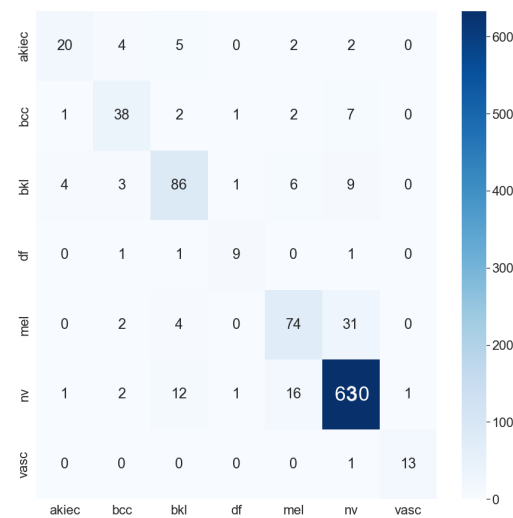 akiec 20 4 5 0 2 2 0
bcc 1 38 2 1 2 7 0
bkl 4 3 86 1 6 9 0
df 0 1 1 9 0 1 0
mel 0 2 4 0 74 31 0
nv 1 2 12 1 16 630 1
vasc 0 0 0 0 0 1 13
akiec bcc bkl df mel nv vasc
600
500
400
300
200
100
0